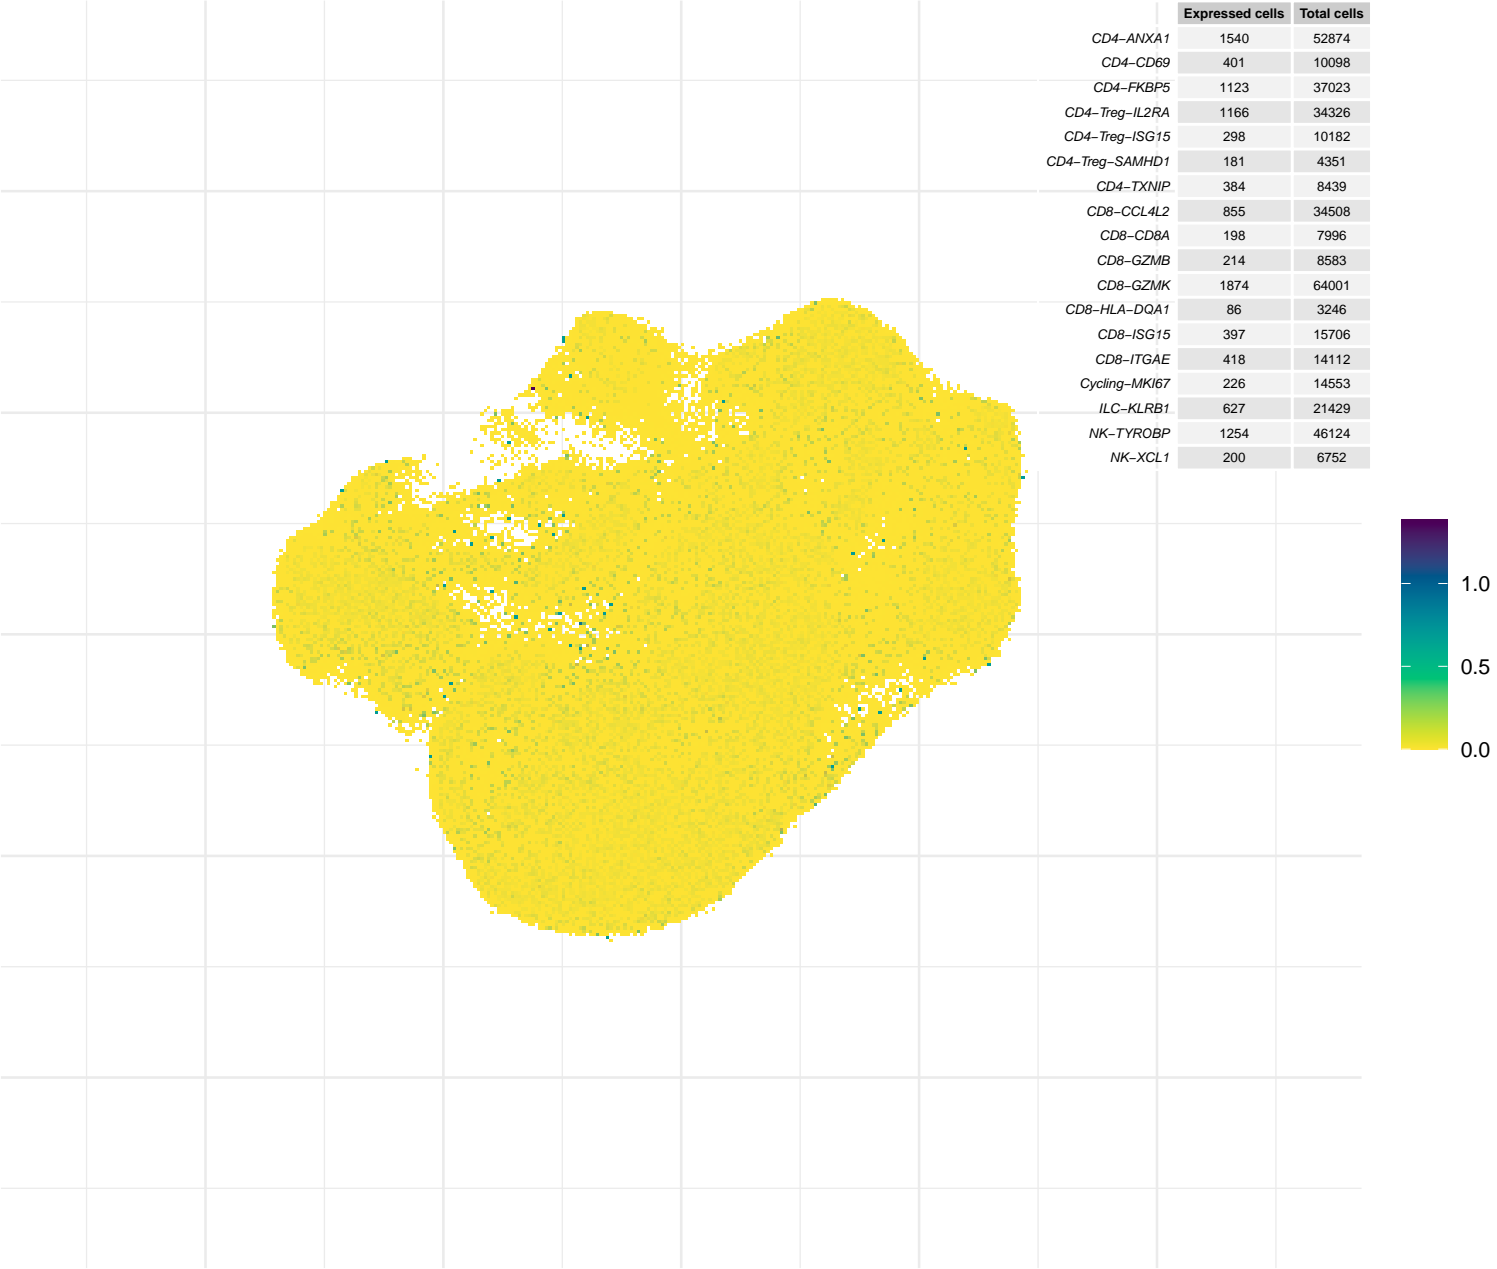 Expressed cells Total cells
CD4−ANXA1 1540 52874
CD4−CD69 401 10098
CD4−FKBP5 1123 37023
CD4−Treg−IL2RA 1166 34326
CD4−Treg−ISG15 298 10182
CD4−Treg−SAMHD1 181 4351
CD4−TXNIP 384 8439
CD8−CCL4L2 855 34508
CD8−CD8A 198 7996
CD8−GZMB 214 8583
CD8−GZMK 1874 64001
CD8−HLA−DQA1 86 3246
CD8−ISG15 397 15706
CD8−ITGAE 418 14112
Cycling−MKI67 226 14553
ILC−KLRB1 627 21429
NK−TYROBP 1254 46124
NK−XCL1 200 6752
1.0
0.5
0.0